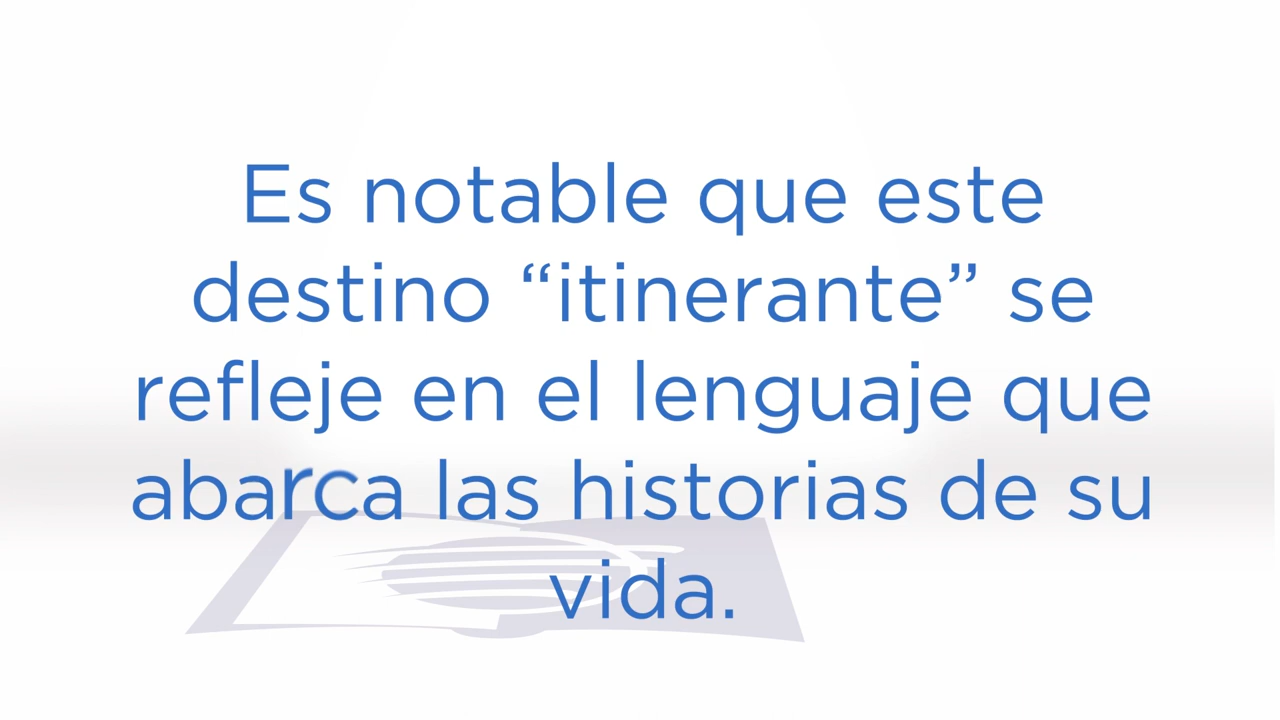 Es notable que este
destino “itinerante” se
refleje en el lenguaje que
abarca las historias de su
vida.